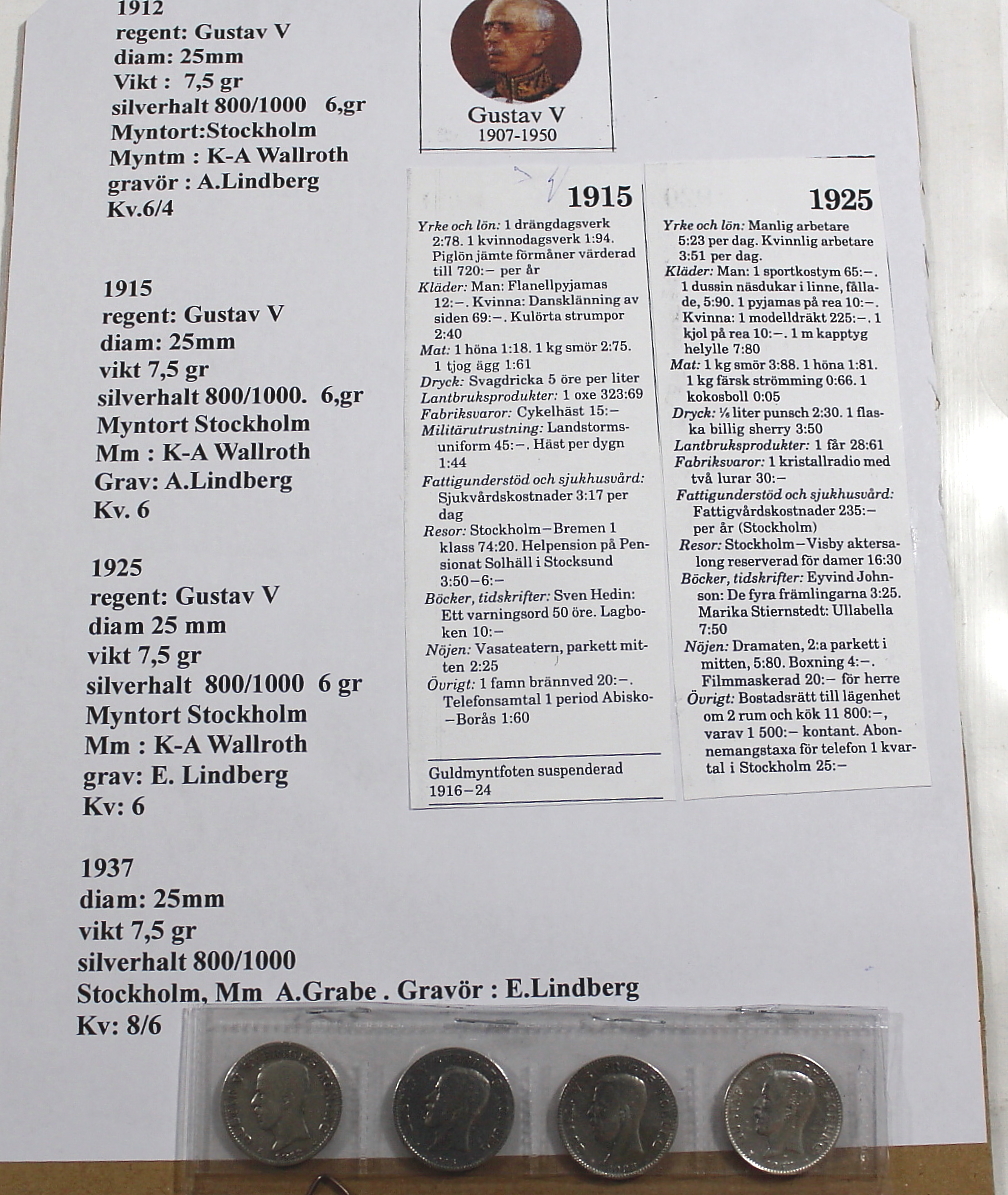 1912
regent: Gustav V
diam: 25mm
Vikt : 7,5 gr
silverhalt 800/1000 6,gr
Myntort:Stockholm
Myntm : K-A Wallroth
gravör : A.Lindberg
Kv.6/4
1915
regent: Gustav V
diam: 25mm
vikt 7,5 gr
silverhalt 800/1000. 6,gr
Myntort Stockholm
Mm : K-A Wallroth
Grav: A.Lindberg
Kv. 6
1925
regent: Gustav V
diam 25 mm
vikt 7,5 gr
silverhalt 800/1000 6 gr
Myntort Stockholm
Mm : K-A Wallroth
grav: E. Lindberg
Kv: 6
1937
diam: 25mm
vikt 7,5 gr
silverhalt 800/1000
Stockholm, Mm A.Grabe . Gravör : E.Lindberg
Kv: 8/6
Gustav V
1907-1950
1915
Yrke och lön: 1 drängdagsverk
2:78. 1 kvinnodagsverk 1:94.
Piglön jämte förmåner värderad
till 720:– per år
Kläder: Man: Flanellpyjamas
12:–. Kvinna: Dansklänning av
siden 69:–. Kulörta strumpor
2:40
Mat: 1 höna 1:18. 1 kg smör 2:75.
1 tjog ägg 1:61
Dryck: Svagdricka 5 öre per liter
Lantbruksprodukter: 1 oxe 323:69
Fabriksvaror: Cykelhäst 15:–
Militärutrustning: Landstorms-
uniform 45:–. Häst per dygn
1:44
Fattigunderstöd och sjukhusvård:
Sjukvårdskostnader 3:17 per
dag
Resor: Stockholm–Bremen 1
klass 74:20. Helpension på Pen-
sionat Solhäll i Stocksund
3:50–6:–
Böcker, tidskrifter: Sven Hedin:
Ett varningsord 50 öre. Lagbo-
ken 10:–
Nöjen: Vasateatern, parkett mit-
ten 2:25
Övrigt: 1 famn brännved 20:–.
Telefonsamtal 1 period Abisko-
–Borås 1:60
Guldmyntfoten suspenderad
1916–24
1925
Yrke och lön: Manlig arbetare
5:23 per dag. Kvinnlig arbetare
3:51 per dag.
Kläder: Man: 1 sportkostym 65:–.
1 dussin näsdukar i linne, fålla-
de, 5:90. 1 pyjamas på rea 10:–.
Kvinna: 1 modelldräkt 225:–. 1
kjol på rea 10:–. 1 m kapptyg
helylle 7:80
Mat: 1 kg smör 3:88. 1 höna 1:81.
1 kg färsk strömming 0:66. 1
kokosboll 0:05
Dryck: ⅙ liter punsch 2:30. 1 flas-
ka billig sherry 3:50
Lantbruksprodukter: 1 får 28:61
Fabriksvaror: 1 kristallradio med
två lurar 30:–
Fattigunderstöd och sjukhusvård:
Fattigvårdskostnader 235:–
per år (Stockholm)
Resor: Stockholm–Visby aktersa-
long reserverad för damer 16:30
Böcker, tidskrifter: Eyvind John-
son: De fyra främlingarna 3:25.
Marika Stiernstedt: Ullabella
7:50
Nöjen: Dramaten, 2:a parkett i
mitten, 5:80. Boxning 4:–.
Filmmaskerad 20:– för herre
Övrigt: Bostadsrätt till lägenhet
om 2 rum och kök 11 800:–,
varav 1 500:– kontant. Abon-
nemangstaxa för telefon 1 kvar-
tal i Stockholm 25:–